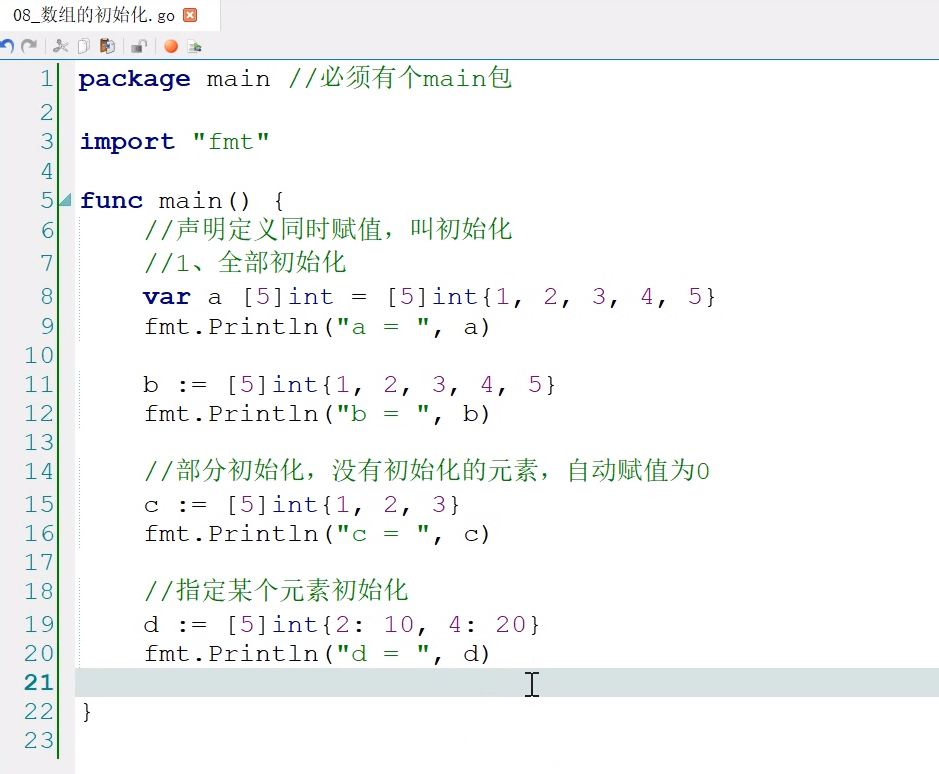 08_数组的初始化.go
1 package main //必须有个main包
2
3 import "fmt"
4
5 func main() {
6 //声明定义同时赋值，叫初始化
7 //1、全部初始化
8 var a [5]int = [5]int{1, 2, 3, 4, 5}
9 fmt.Println("a = ", a)
10
11 b := [5]int{1, 2, 3, 4, 5}
12 fmt.Println("b = ", b)
13
14 //部分初始化，没有初始化的元素，自动赋值为0
15 c := [5]int{1, 2, 3}
16 fmt.Println("c = ", c)
17
18 //指定某个元素初始化
19 d := [5]int{2: 10, 4: 20}
20 fmt.Println("d = ", d)
21
22 }
23